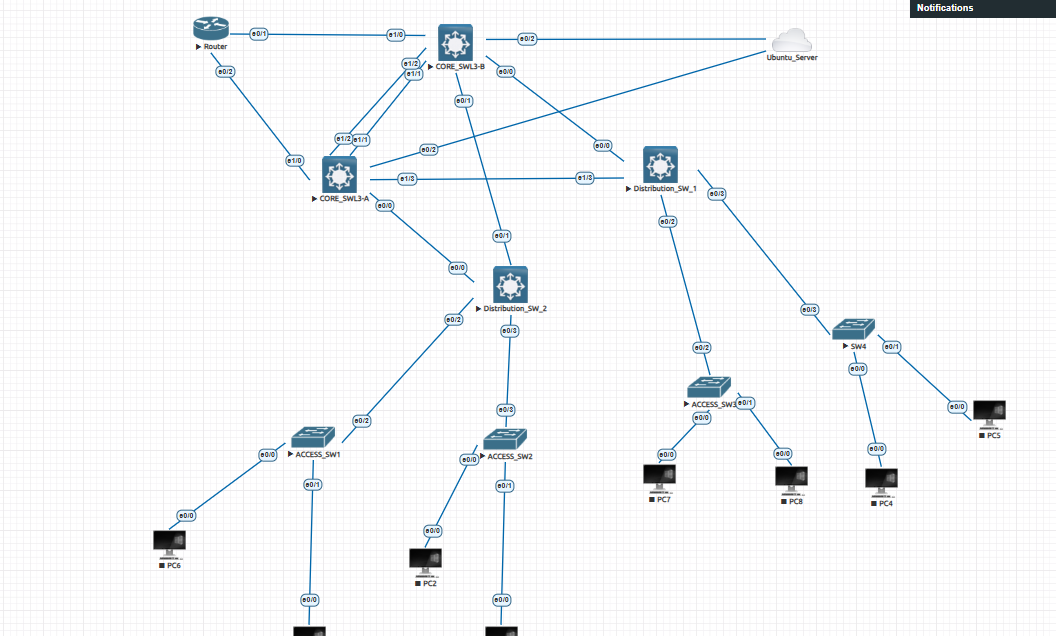 Notifications
Router
e0/1
e1/0
CORE_SWL3-B
e0/2
Ubuntu_Server
e0/2
e1/2
e1/1
e0/0
e0/1
e1/2
e1/1
e0/2
e0/0
e1/0
CORE_SWL3-A
e1/3
e1/3
Distribution_SW_1
e0/0
e0/3
e0/2
e0/1
e0/0
Distribution_SW_2
e0/2
e0/3
e0/3
SW4
e0/1
e0/2
e0/0
ACCESS_SW3
e0/1
e0/0
e0/0
PC5
e0/2
e0/3
ACCESS_SW1
ACCESS_SW2
e0/0
e0/0
e0/0
e0/0
e0/0
e0/1
e0/1
PC7
PC8
PC4
e0/0
e0/0
PC6
PC2
e0/0
e0/0